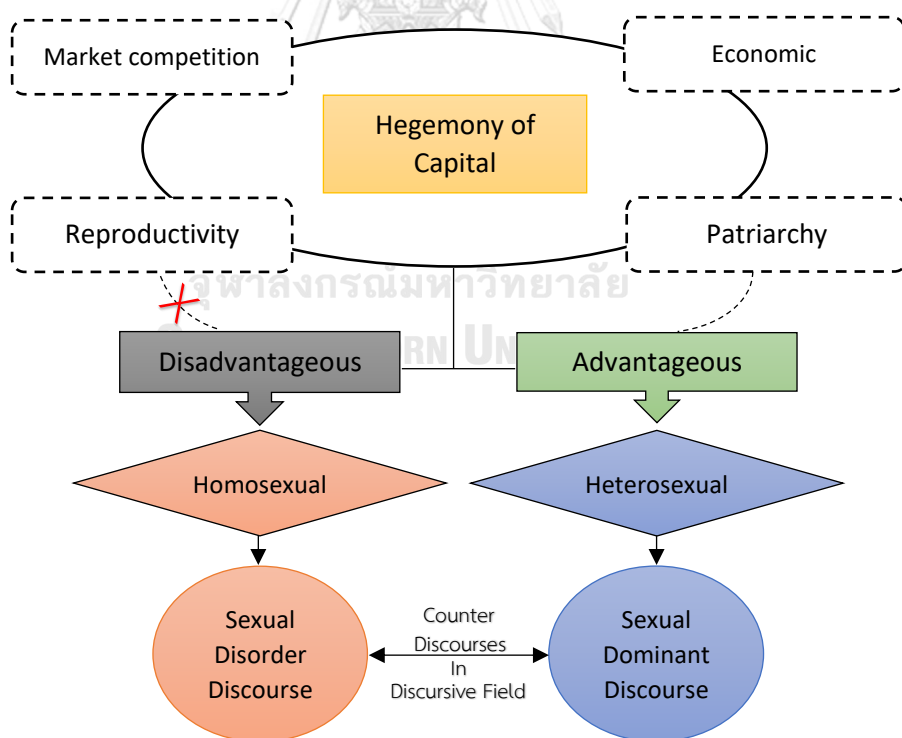 Market competition
Economic
Hegemony of
Capital
Reproductivity
Patriarchy
จุฬาลงกรณ์มหาวิทยาลัย
RN UN
Disadvantageous
Advantageous
Homosexual
Heterosexual
Sexual
Disorder
Discourse
Counter
Discourses
In
Discursive Field
Sexual
Dominant
Discourse